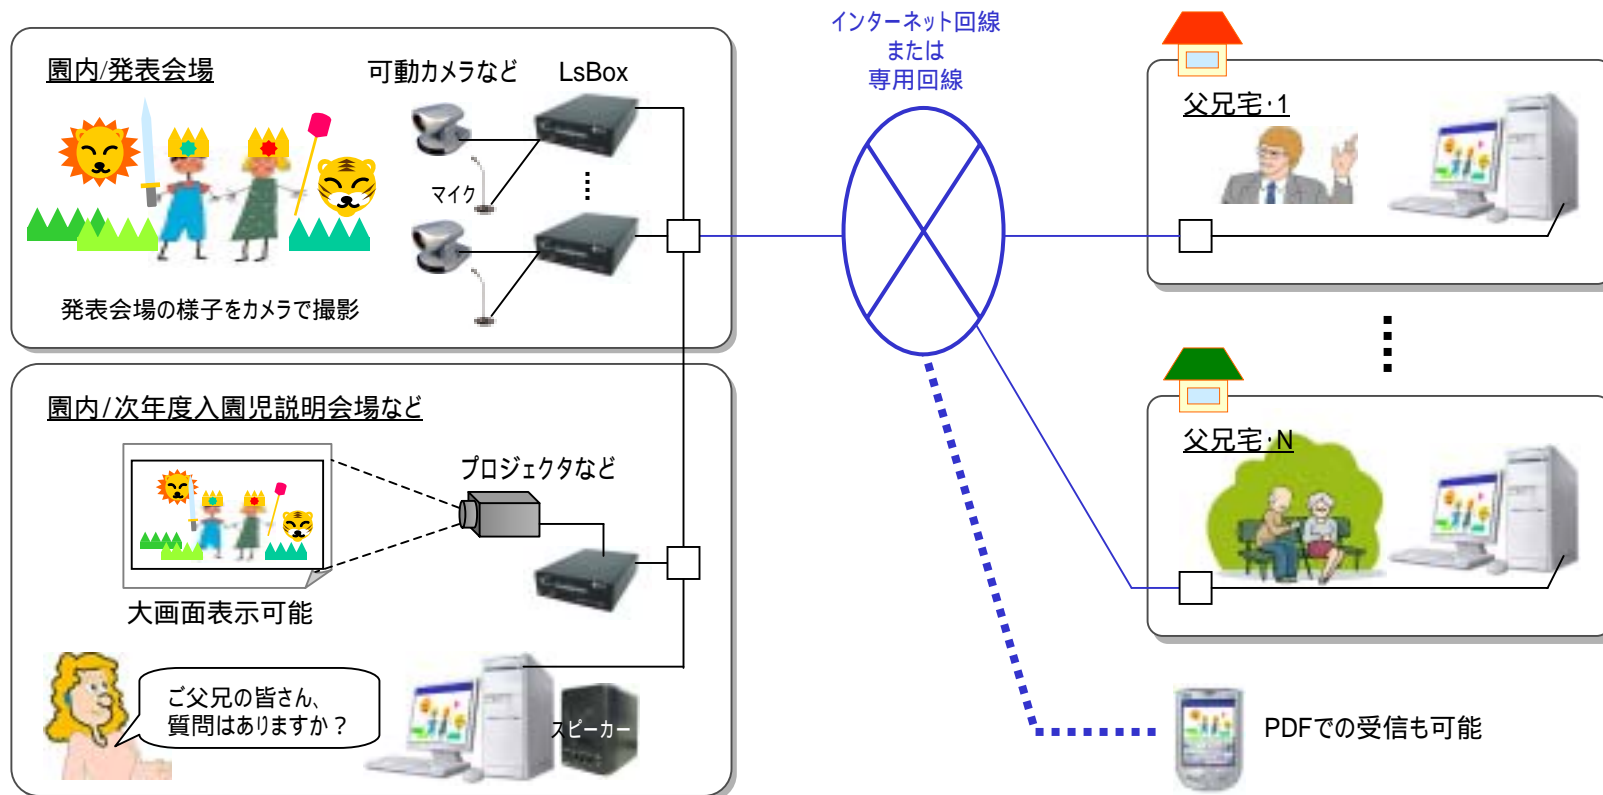 インターネット回線
または
専用回線
園内/発表会場
可動カメラなど
LsBox
マイク
発表会場の様子をカメラで撮影
園内/次年度入園児説明会場など
プロジェクタなど
大画面表示可能
ご父兄の皆さん、
質問はありますか？
スピーカー
父兄宅・1
父兄宅・N
PDFでの受信も可能